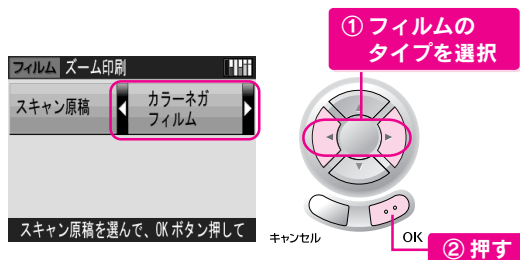 ① フィルムの
タイプを選択
フィルム ズーム印刷
スキャン原稿
カラーネガ
フィルム
スキャン原稿を選んで、OKボタン押して
キャンセル
OK
② 押す